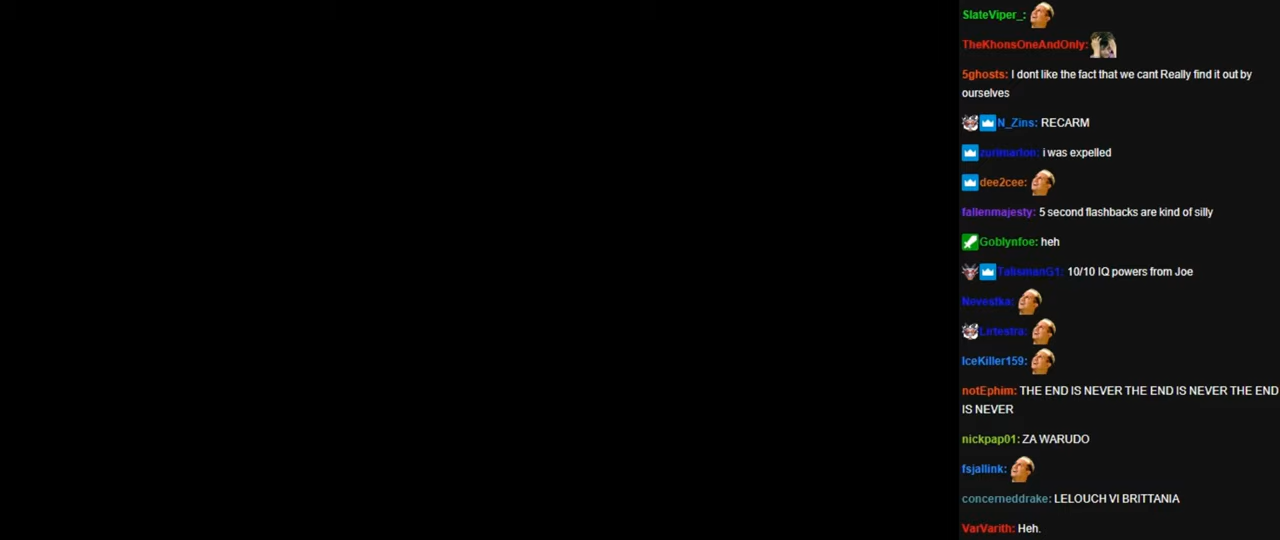 SlateViper_:
TheKhonsOneAndOnly:
5ghosts: I dont like the fact that we cant Really find it out by
ourselves
N_Zins: RECARM
zurimarlon: i was expelled
dee2cee:
fallenmajesty: 5 second flashbacks are kind of silly
Goblynfoe: heh
TalismanG1: 10/10 IQ powers from Joe
Nevestka:
Lirtestra:
IceKiller159:
notEphim: THE END IS NEVER THE END IS NEVER THE END
IS NEVER
nickpap01: ZA WARUDO
fsjallink:
concerneddrake: LELOUCH VI BRITTANIA
VarVarith: Heh.